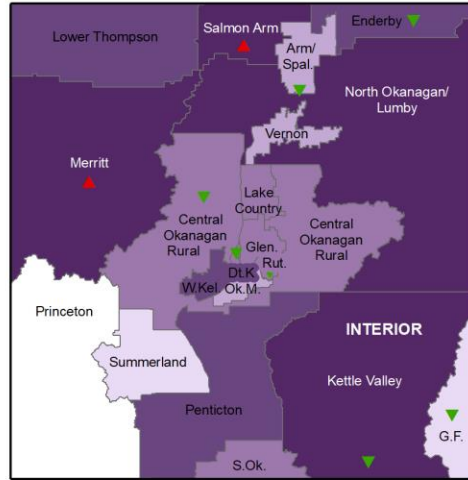 Salmon Arm
Enderby
Lower Thompson
Arm/
Spal.
North Okanagan/
Lumby
Vernon
Merritt
Lake
Country
Central
Okanagan
Rural
Central
Okanagan
Rural
Glen.
Rut.
Dt.K.
W.Kel.
Ok.M.
Princeton
INTERIOR
Summerland
Kettle Valley
Penticton
G.F.
S.Ok.